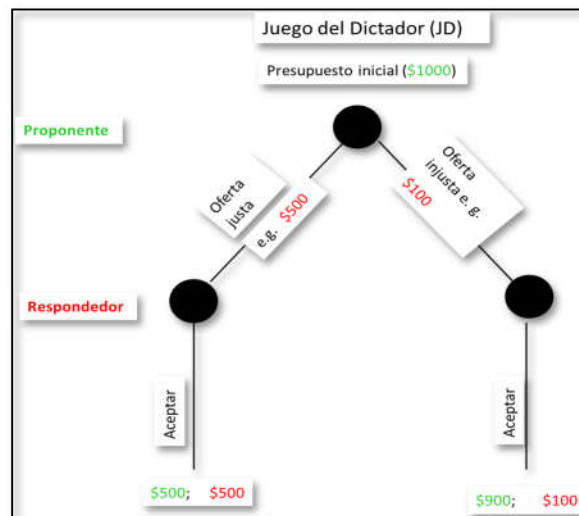 Juego del Dictador (JD)
Presupuesto inicial ($1000)
Proponente
Oferta
justa
e.g. $500
Oferta
injusta e. g.
$100
Respondedor
Aceptar
Aceptar
$500; $500
$900; $100